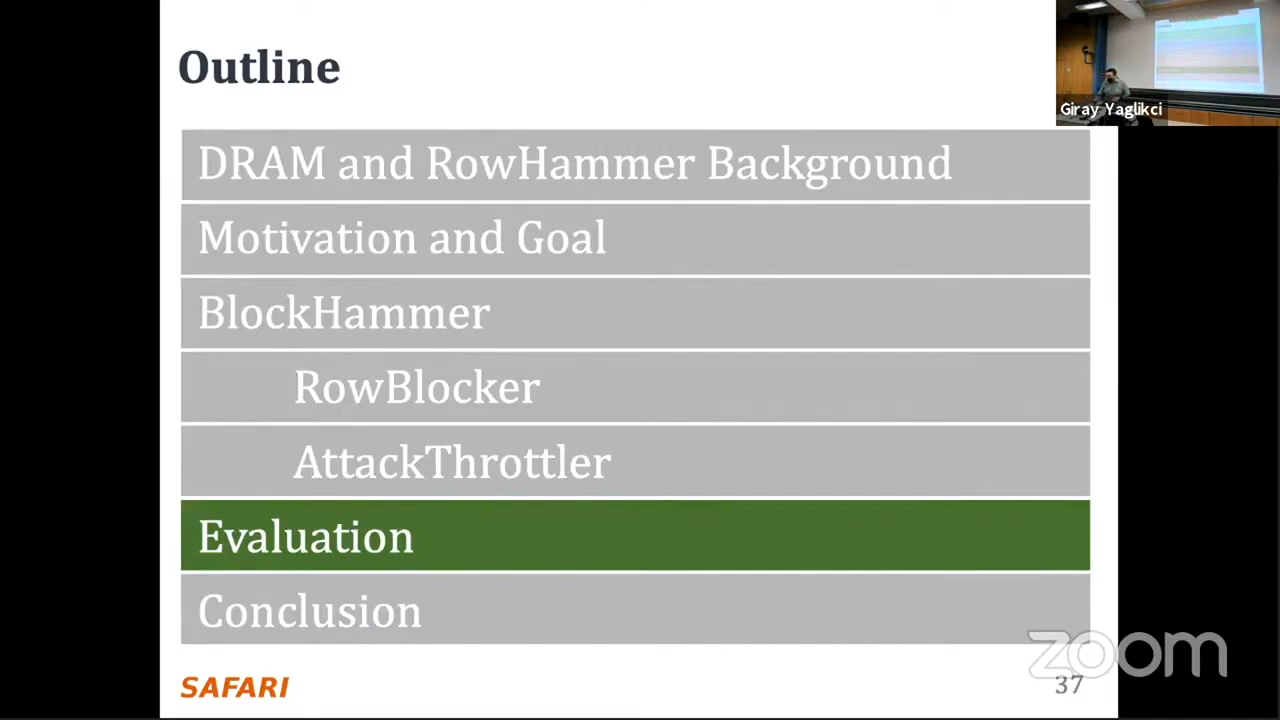 Outline
Giray Yaglikci
DRAM and RowHammer Background
Motivation and Goal
BlockHammer
RowBlocker
AttackThrottler
Evaluation
Conclusion
SAFARI
37
zoom